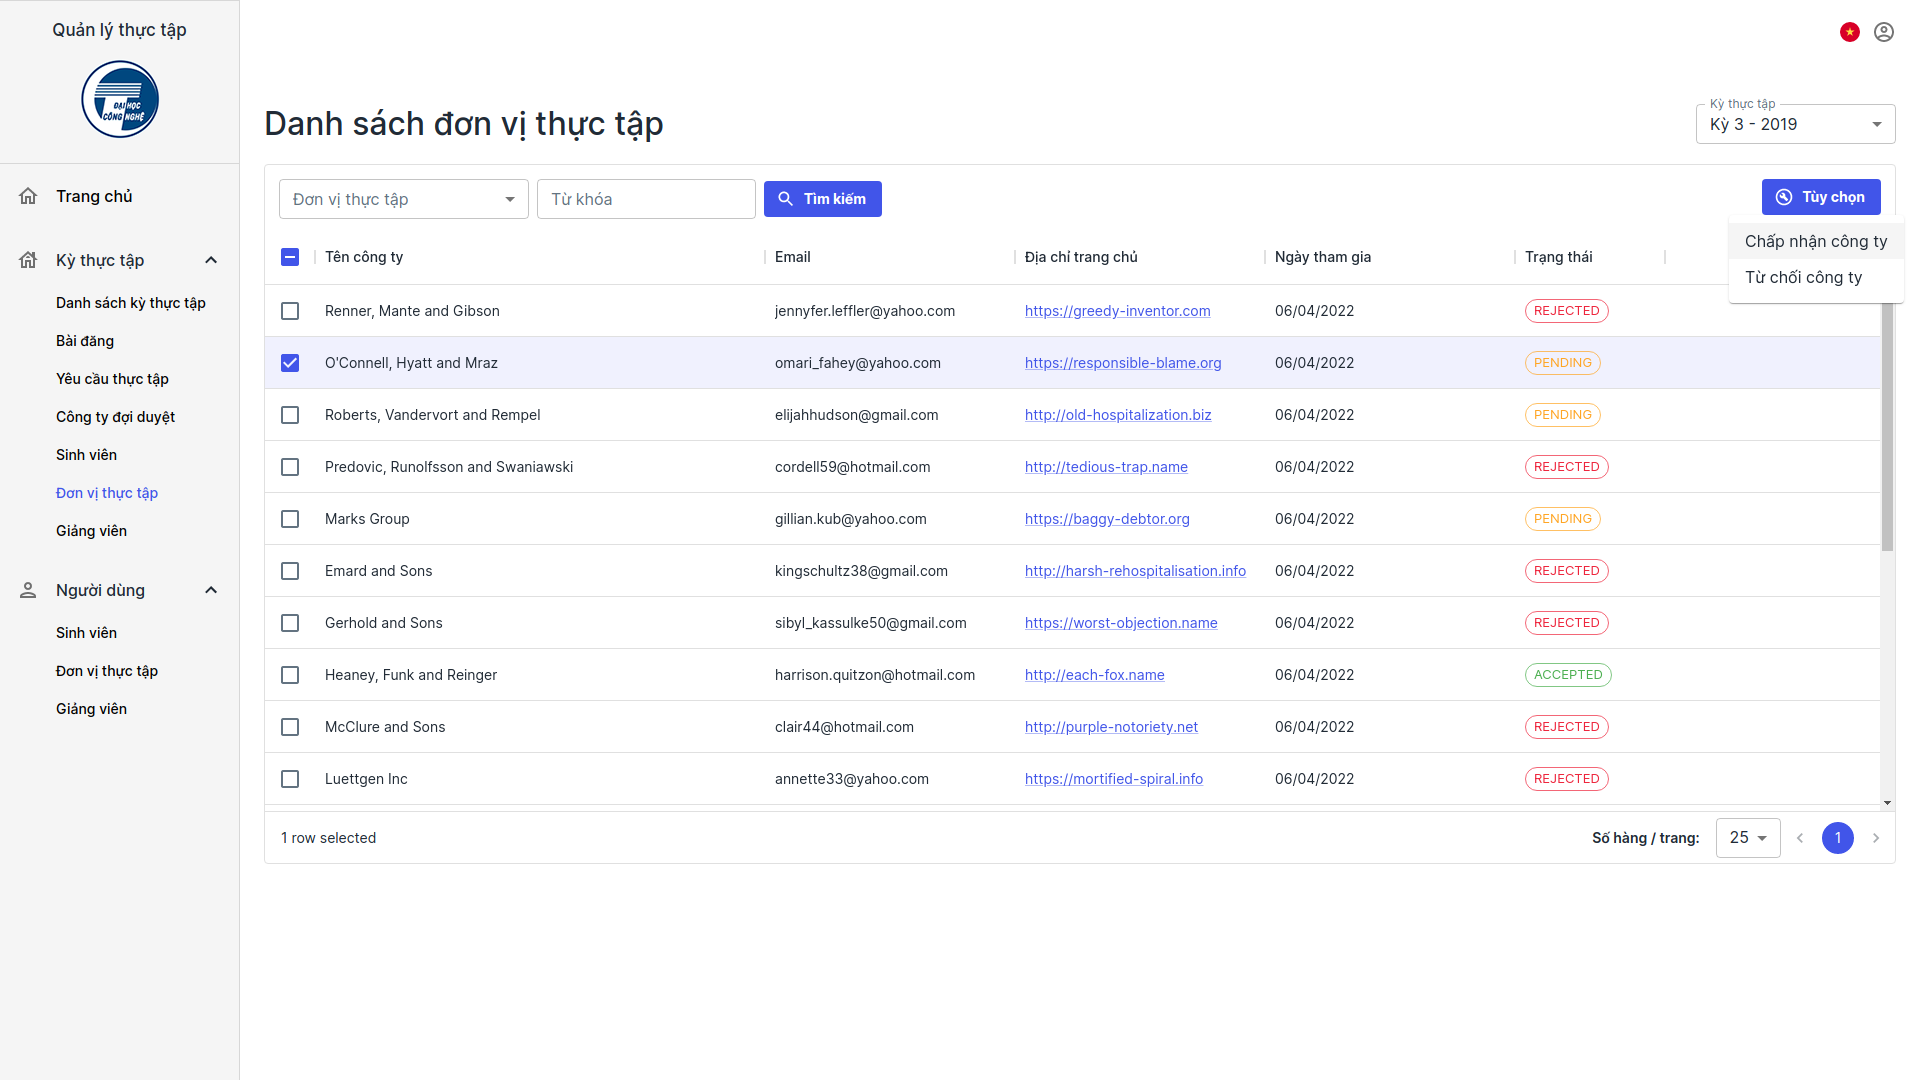 Quản lý thực tập
ĐẠI HỌC
CÔNG NGHỆ
Trang chủ
Kỳ thực tập
Danh sách kỳ thực tập
Bài đăng
Yêu cầu thực tập
Công ty đợi duyệt
Sinh viên
Đơn vị thực tập
Giảng viên
Người dùng
Sinh viên
Đơn vị thực tập
Giảng viên
Danh sách đơn vị thực tập
Kỳ thực tập
Kỳ 3 - 2019
Đơn vị thực tập Từ khóa Tìm kiếm Tùy chọn
Chấp nhận công ty
Từ chối công ty
Tên công ty Email Địa chỉ trang chủ Ngày tham gia Trạng thái
Renner, Mante and Gibson jennyfer.leffler@yahoo.com https://greedy-inventor.com 06/04/2022 REJECTED
O'Connell, Hyatt and Mraz omari_fahey@yahoo.com https://responsible-blame.org 06/04/2022 PENDING
Roberts, Vandervort and Rempel elijahhudson@gmail.com http://old-hospitalization.biz 06/04/2022 PENDING
Predovic, Runolfsson and Swaniawski cordell59@hotmail.com http://tedious-trap.name 06/04/2022 REJECTED
Marks Group gillian.kub@yahoo.com https://baggy-debtor.org 06/04/2022 PENDING
Emard and Sons kingschultz38@gmail.com http://harsh-rehospitalisation.info 06/04/2022 REJECTED
Gerhold and Sons sibyl_kassulke50@gmail.com https://worst-objection.name 06/04/2022 REJECTED
Heaney, Funk and Reinger harrison.quitzon@hotmail.com http://each-fox.name 06/04/2022 ACCEPTED
McClure and Sons clair44@hotmail.com http://purple-notoriety.net 06/04/2022 REJECTED
Luettgen Inc annette33@yahoo.com https://mortified-spiral.info 06/04/2022 REJECTED
1 row selected Số hàng / trang: 25 1